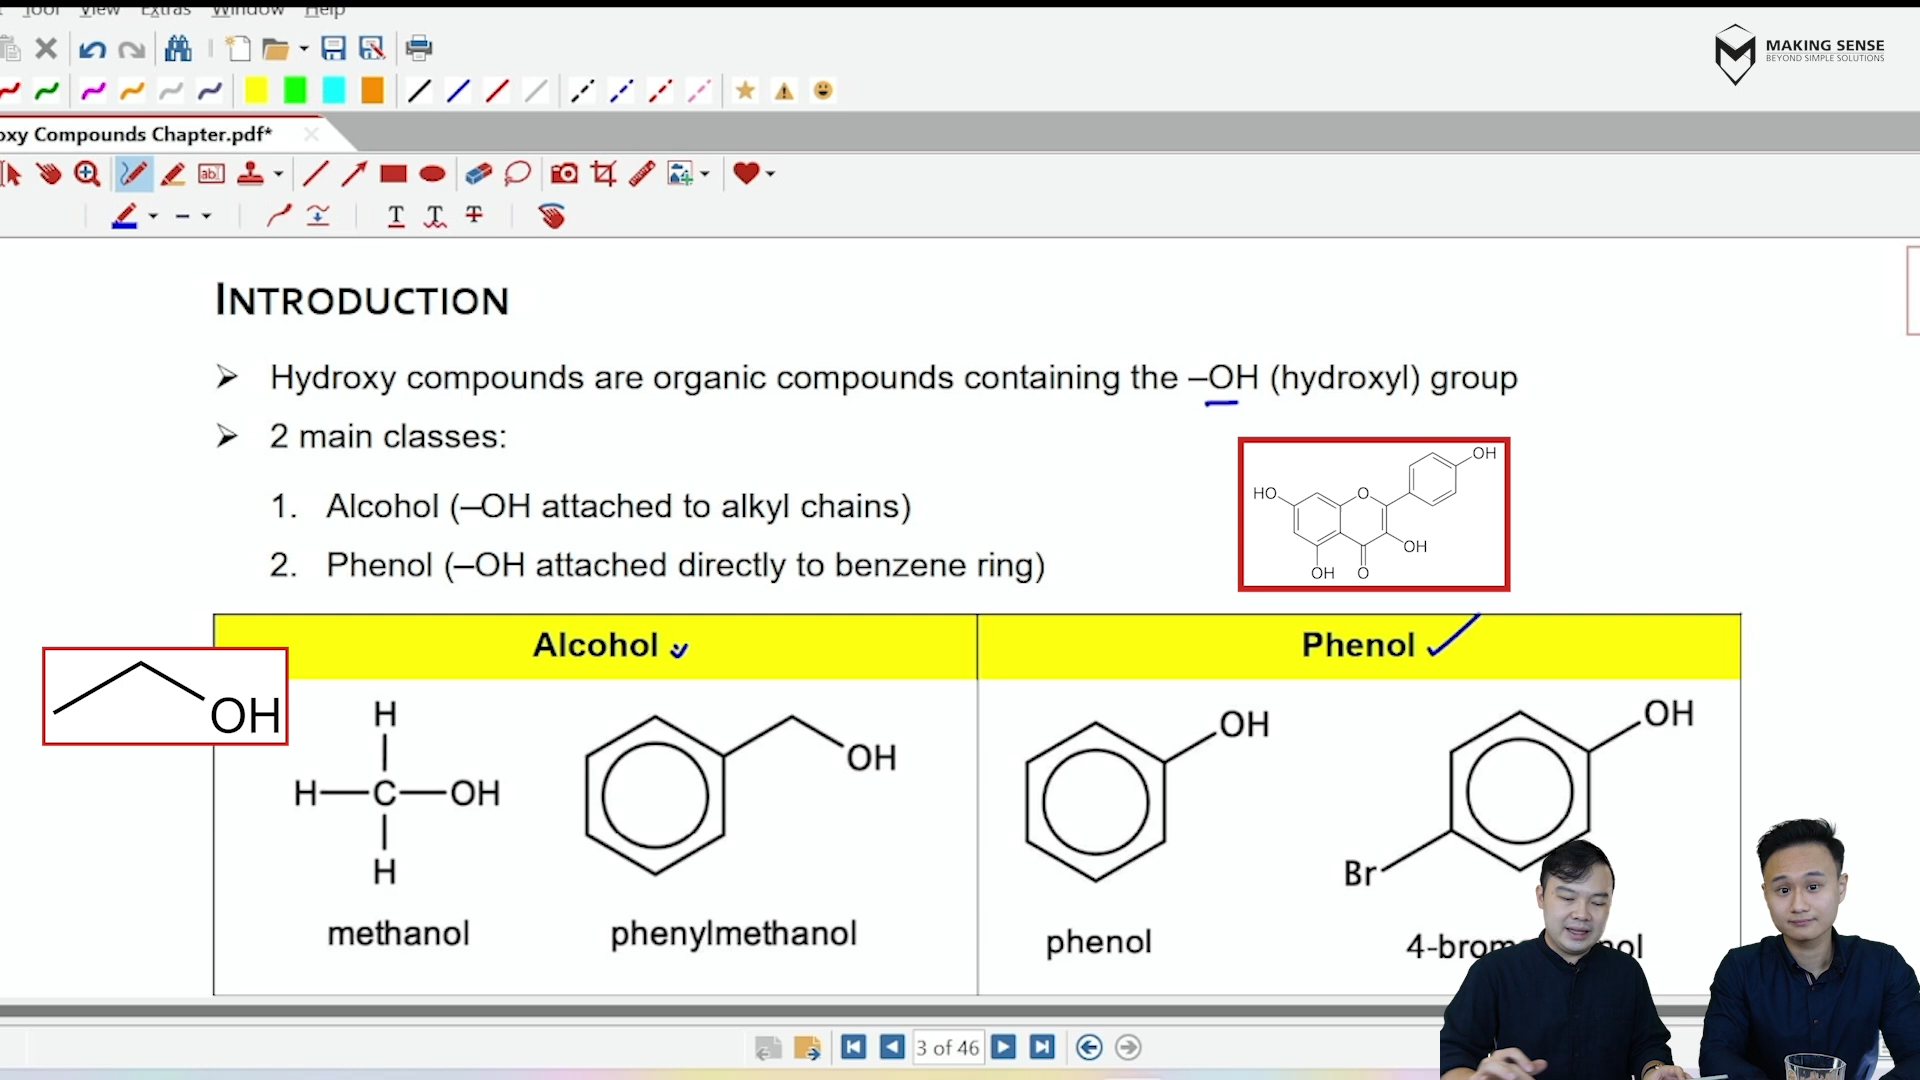 Tool View Extras Window Help
MAKING SENSE
BEYOND SIMPLE SOLUTIONS
oxy Compounds Chapter.pdf*
INTRODUCTION
➢ Hydroxy compounds are organic compounds containing the –OH (hydroxyl) group
➢ 2 main classes:
1. Alcohol (–OH attached to alkyl chains)
2. Phenol (–OH attached directly to benzene ring)
OH
HO
O
OH
OH
O
Alcohol
Phenol
OH
H
H C OH
H
methanol
OH
phenylmethanol
OH
phenol
OH
Br
4-brom nol
3 of 46